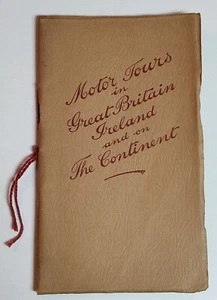 Motor Tours
in
Great-Britain
Ireland
and on
The Continent